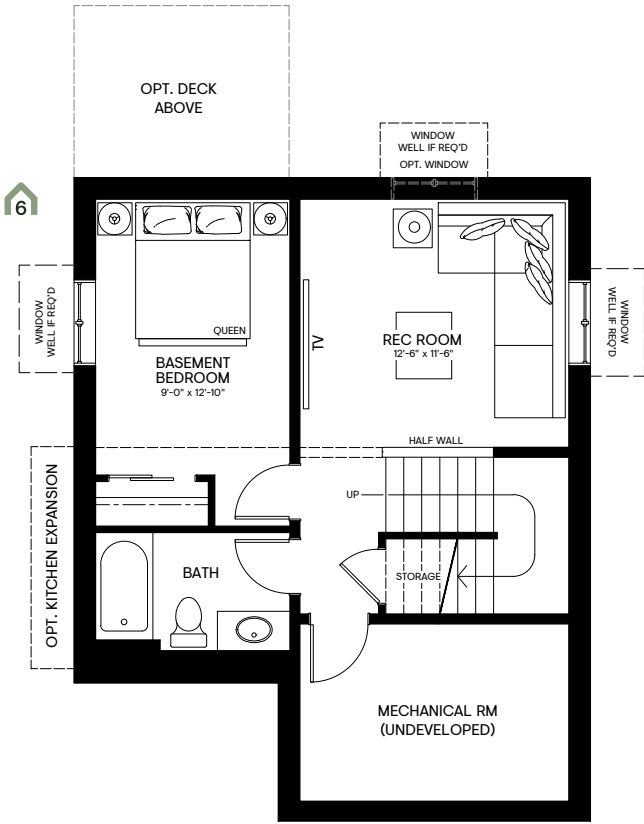 OPT. DECK
ABOVE
WINDOW
WELL IF REQ'D
OPT. WINDOW
6
WINDOW
WELL IF REQ'D
QUEEN
BASEMENT
BEDROOM
9'-0" x 12'-10"
TV
REC ROOM
12'-6" x 11'-6"
WINDOW
WELL IF REQ'D
HALF WALL
OPT. KITCHEN EXPANSION
UP
BATH
STORAGE
MECHANICAL RM
(UNDEVELOPED)